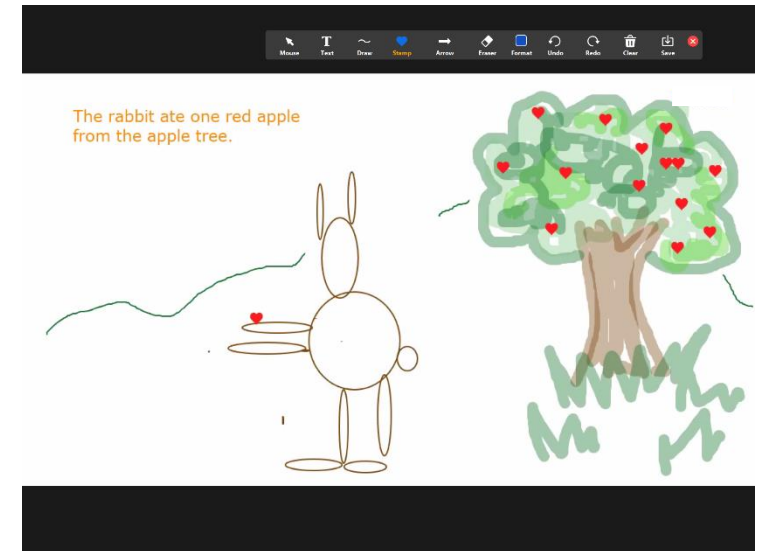 Mouse Text Draw Stamp Arrow Eraser Format Undo Redo Clear Save
The rabbit ate one red apple
from the apple tree.